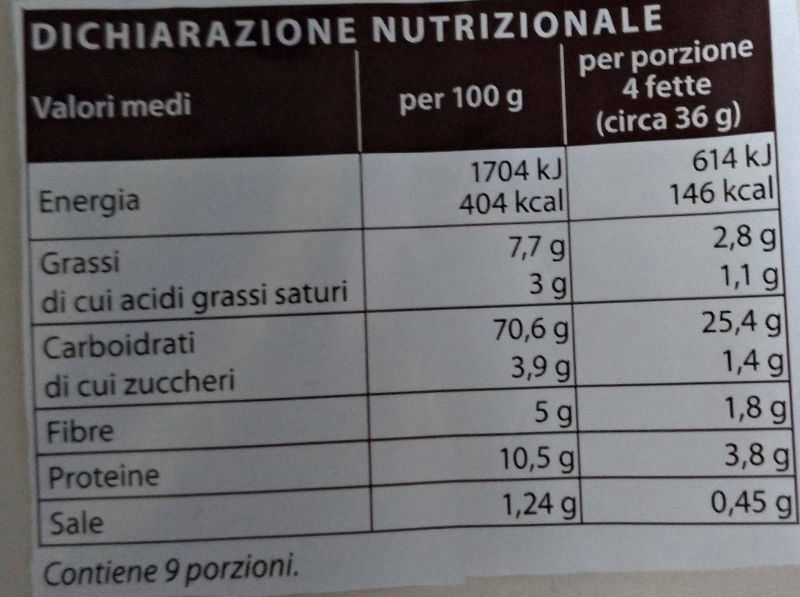 DICHIARAZIONE NUTRIZIONALE
Valori medi per 100 g per porzione 4 fette (circa 36 g)
Energia 1704 kJ 614 kJ
404 kcal 146 kcal
Grassi 7,7 g 2,8 g
di cui acidi grassi saturi 3 g 1,1 g
Carboidrati 70,6 g 25,4 g
di cui zuccheri 3,9 g 1,4 g
Fibre 5 g 1,8 g
Proteine 10,5 g 3,8 g
Sale 1,24 g 0,45 g
Contiene 9 porzioni.